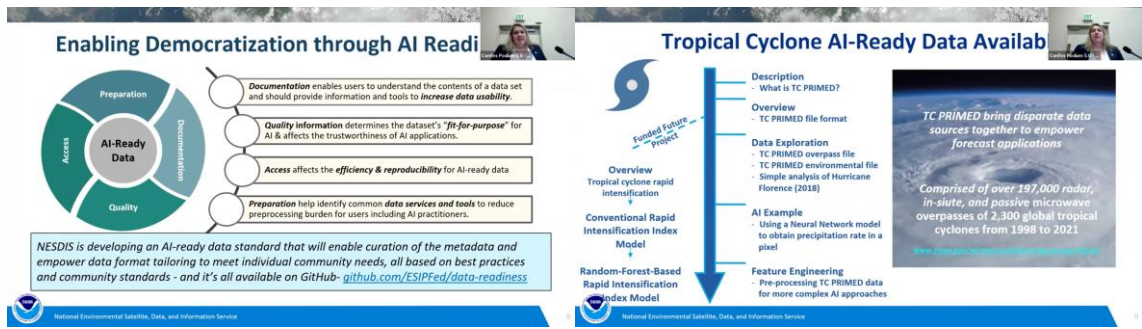 Enabling Democratization through AI Readi
Preparation
Documentation
Access
Quality
AI-Ready
Data
Documentation enables users to understand the contents of a data set
and should provide information and tools to increase data usability.
Quality information determines the dataset's "fit-for-purpose" for
AI & affects the trustworthiness of AI applications.
Access affects the efficiency & reproducibility for AI-ready data
Preparation help identify common data services and tools to reduce
preprocessing burden for users including AI practitioners.
NESDIS is developing an AI-ready data standard that will enable curation of the metadata and
empower data format tailoring to meet individual community needs, all based on best practices
and community standards - and it's all available on GitHub- github.com/ESIPFed/data-readiness
National Environmental Satellite, Data, and Information Service
8
Tropical Cyclone AI-Ready Data Availab
Funded Future
Project
Overview
Tropical cyclone rapid
intensification
Conventional Rapid
Intensification Index
Model
Random-Forest-Based
Rapid Intensification
Index Model
Description
- What is TC PRIMED?
Overview
- TC PRIMED file format
Data Exploration
- TC PRIMED overpass file
- TC PRIMED environmental file
- Simple analysis of Hurricane
Florence (2018)
AI Example
- Using a Neural Network model
to obtain precipitation rate in a
pixel
Feature Engineering
- Pre-processing TC PRIMED data
for more complex AI approaches
TC PRIMED bring disparate data
sources together to empower
forecast applications
Comprised of over 197,000 radar,
in-siute, and passive microwave
overpasses of 2,300 global tropical
cyclones from 1998 to 2021
National Environmental Satellite, Data, and Information Service
9